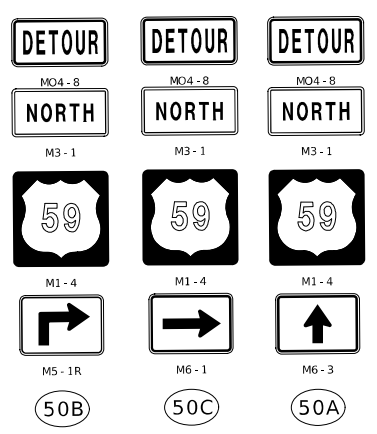 DETOUR DETOUR DETOUR
MO4-8 MO4-8 MO4-8
NORTH NORTH NORTH
M3-1 M3-1 M3-1
59 59 59
M1-4 M1-4 M1-4
M5-1R M6-1 M6-3
50B 50C 50A